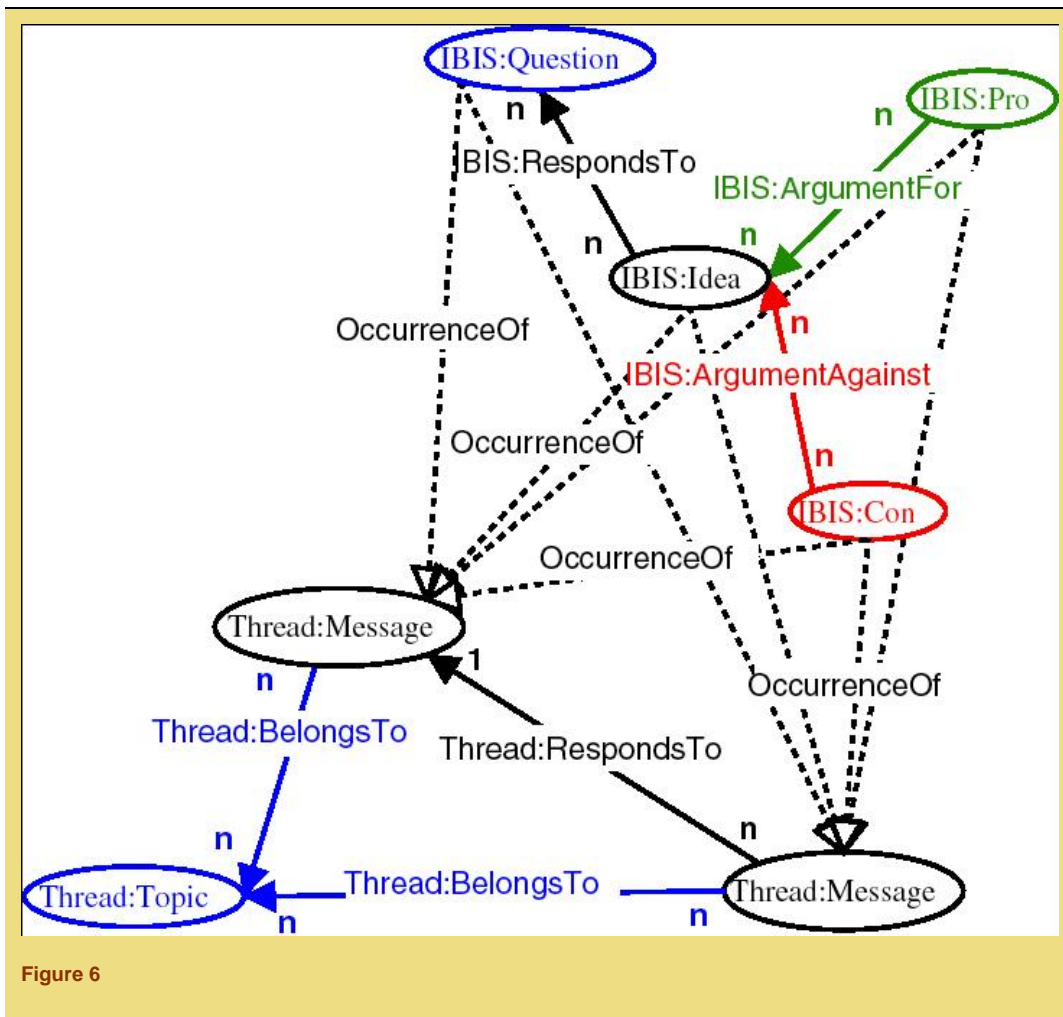 IBIS:Question
IBIS:Pro
n
n
IBIS:RespondsTo
IBIS:ArgumentFor
n
n
IBIS:Idea
n
OccurrenceOf
IBIS:ArgumentAgainst
OccurrenceOf
n
IBIS:Con
OccurrenceOf
Thread:Message
1
n
OccurrenceOf
Thread:BelongsTo
Thread:RespondsTo
n
n
Thread:Topic
Thread:BelongsTo
Thread:Message
n
n
Figure 6